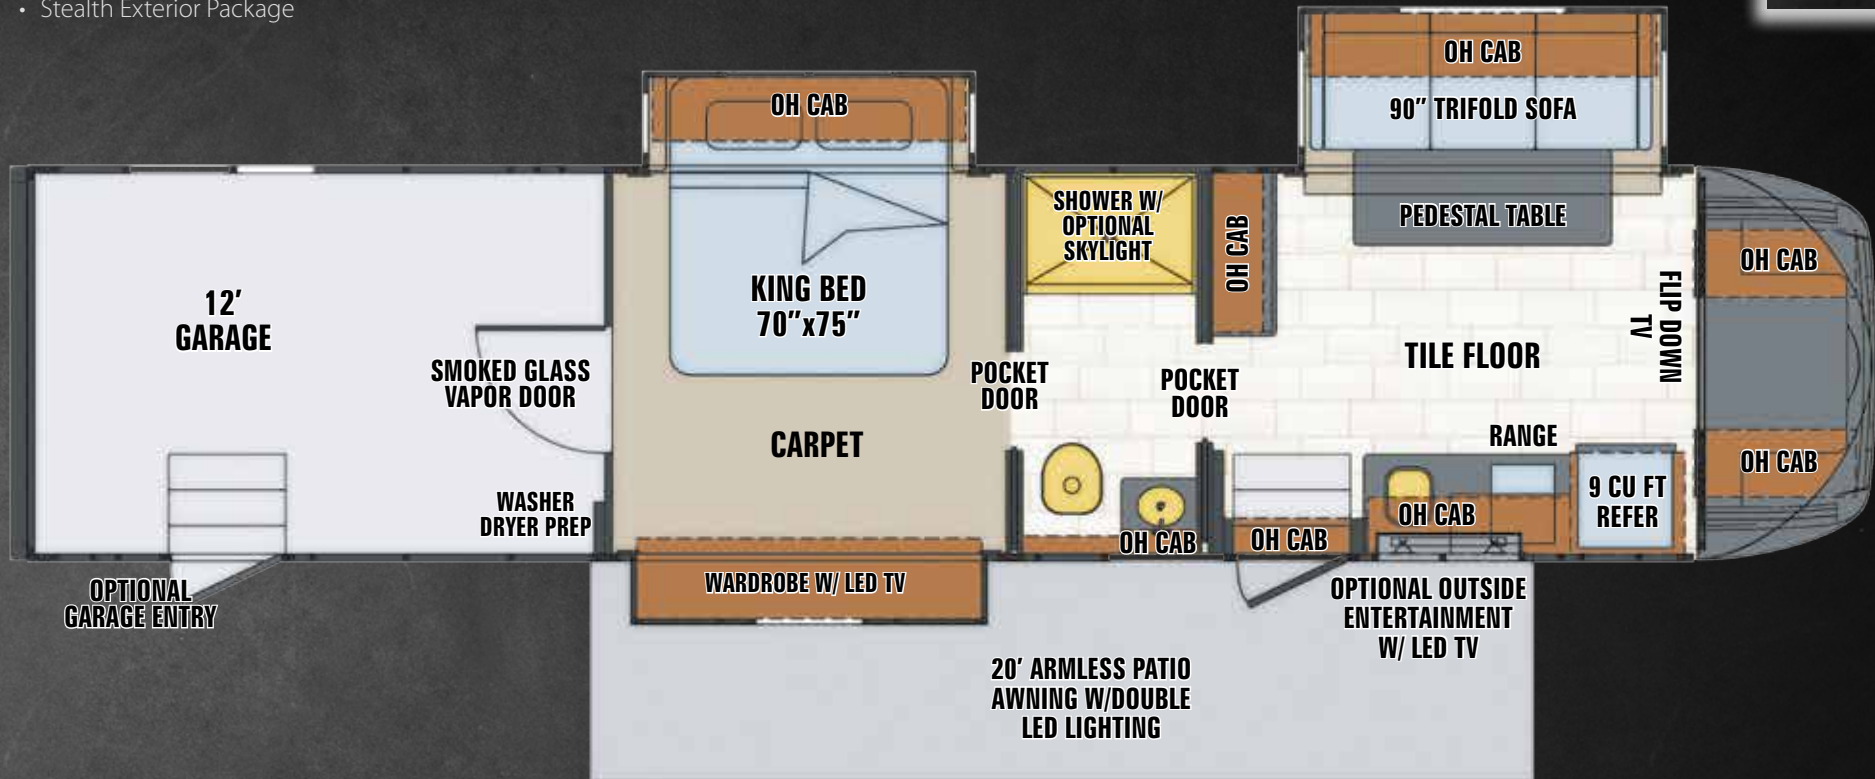 • Stealth Exterior Package
OH CAB
90" TRIFOLD SOFA
PEDESTAL TABLE
OH CAB
KING BED
70"x75"
SHOWER W/
OPTIONAL
SKYLIGHT
OH CAB
OH CAB
FLIP DOWN
TV
12'
GARAGE
SMOKED GLASS
VAPOR DOOR
POCKET
DOOR
POCKET
DOOR
TILE FLOOR
CARPET
RANGE
OH CAB
WASHER
DRYER PREP
9 CU FT
REFER
OH CAB
OH CAB
OH CAB
OPTIONAL
GARAGE ENTRY
WARDROBE W/ LED TV
OPTIONAL OUTSIDE
ENTERTAINMENT
W/ LED TV
20' ARMLESS PATIO
AWNING W/DOUBLE
LED LIGHTING